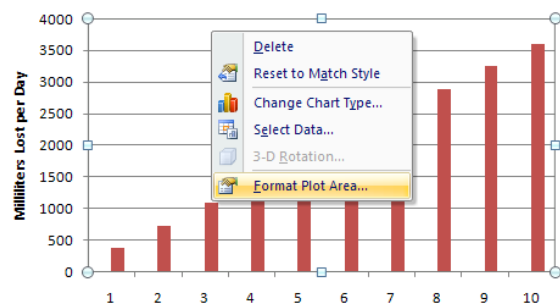 4000
3500
3000
2500
2000
1500
1000
500
0
Milliliters Lost per Day
Delete
Reset to Match Style
Change Chart Type...
Select Data...
3-D Rotation...
Format Plot Area...
1 2 3 4 5 6 7 8 9 10